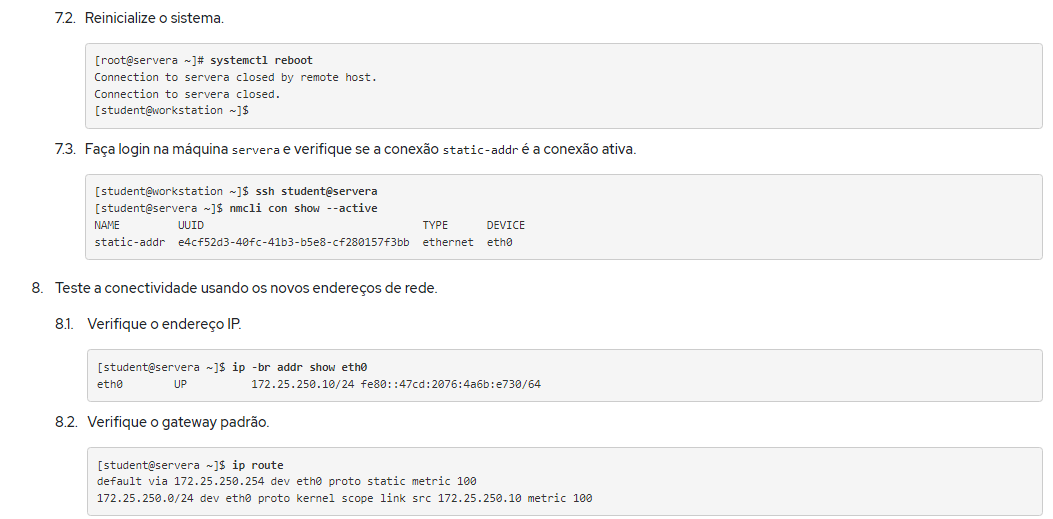 7.2. Reinicialize o sistema.
[root@servera ~]# systemctl reboot
Connection to servera closed by remote host.
Connection to servera closed.
[student@workstation ~]$
7.3. Faça login na máquina servera e verifique se a conexão static-addr é a conexão ativa.
[student@workstation ~]$ ssh student@servera
[student@servera ~]$ nmcli con show --active
NAME         UUID                                  TYPE      DEVICE
static-addr  e4cf52d3-40fc-41b3-b5e8-cf280157f3bb  ethernet  eth0
8. Teste a conectividade usando os novos endereços de rede.
8.1. Verifique o endereço IP.
[student@servera ~]$ ip -br addr show eth0
eth0        UP          172.25.250.10/24 fe80::47cd:2076:4a6b:e730/64
8.2. Verifique o gateway padrão.
[student@servera ~]$ ip route
default via 172.25.250.254 dev eth0 proto static metric 100
172.25.250.0/24 dev eth0 proto kernel scope link src 172.25.250.10 metric 100